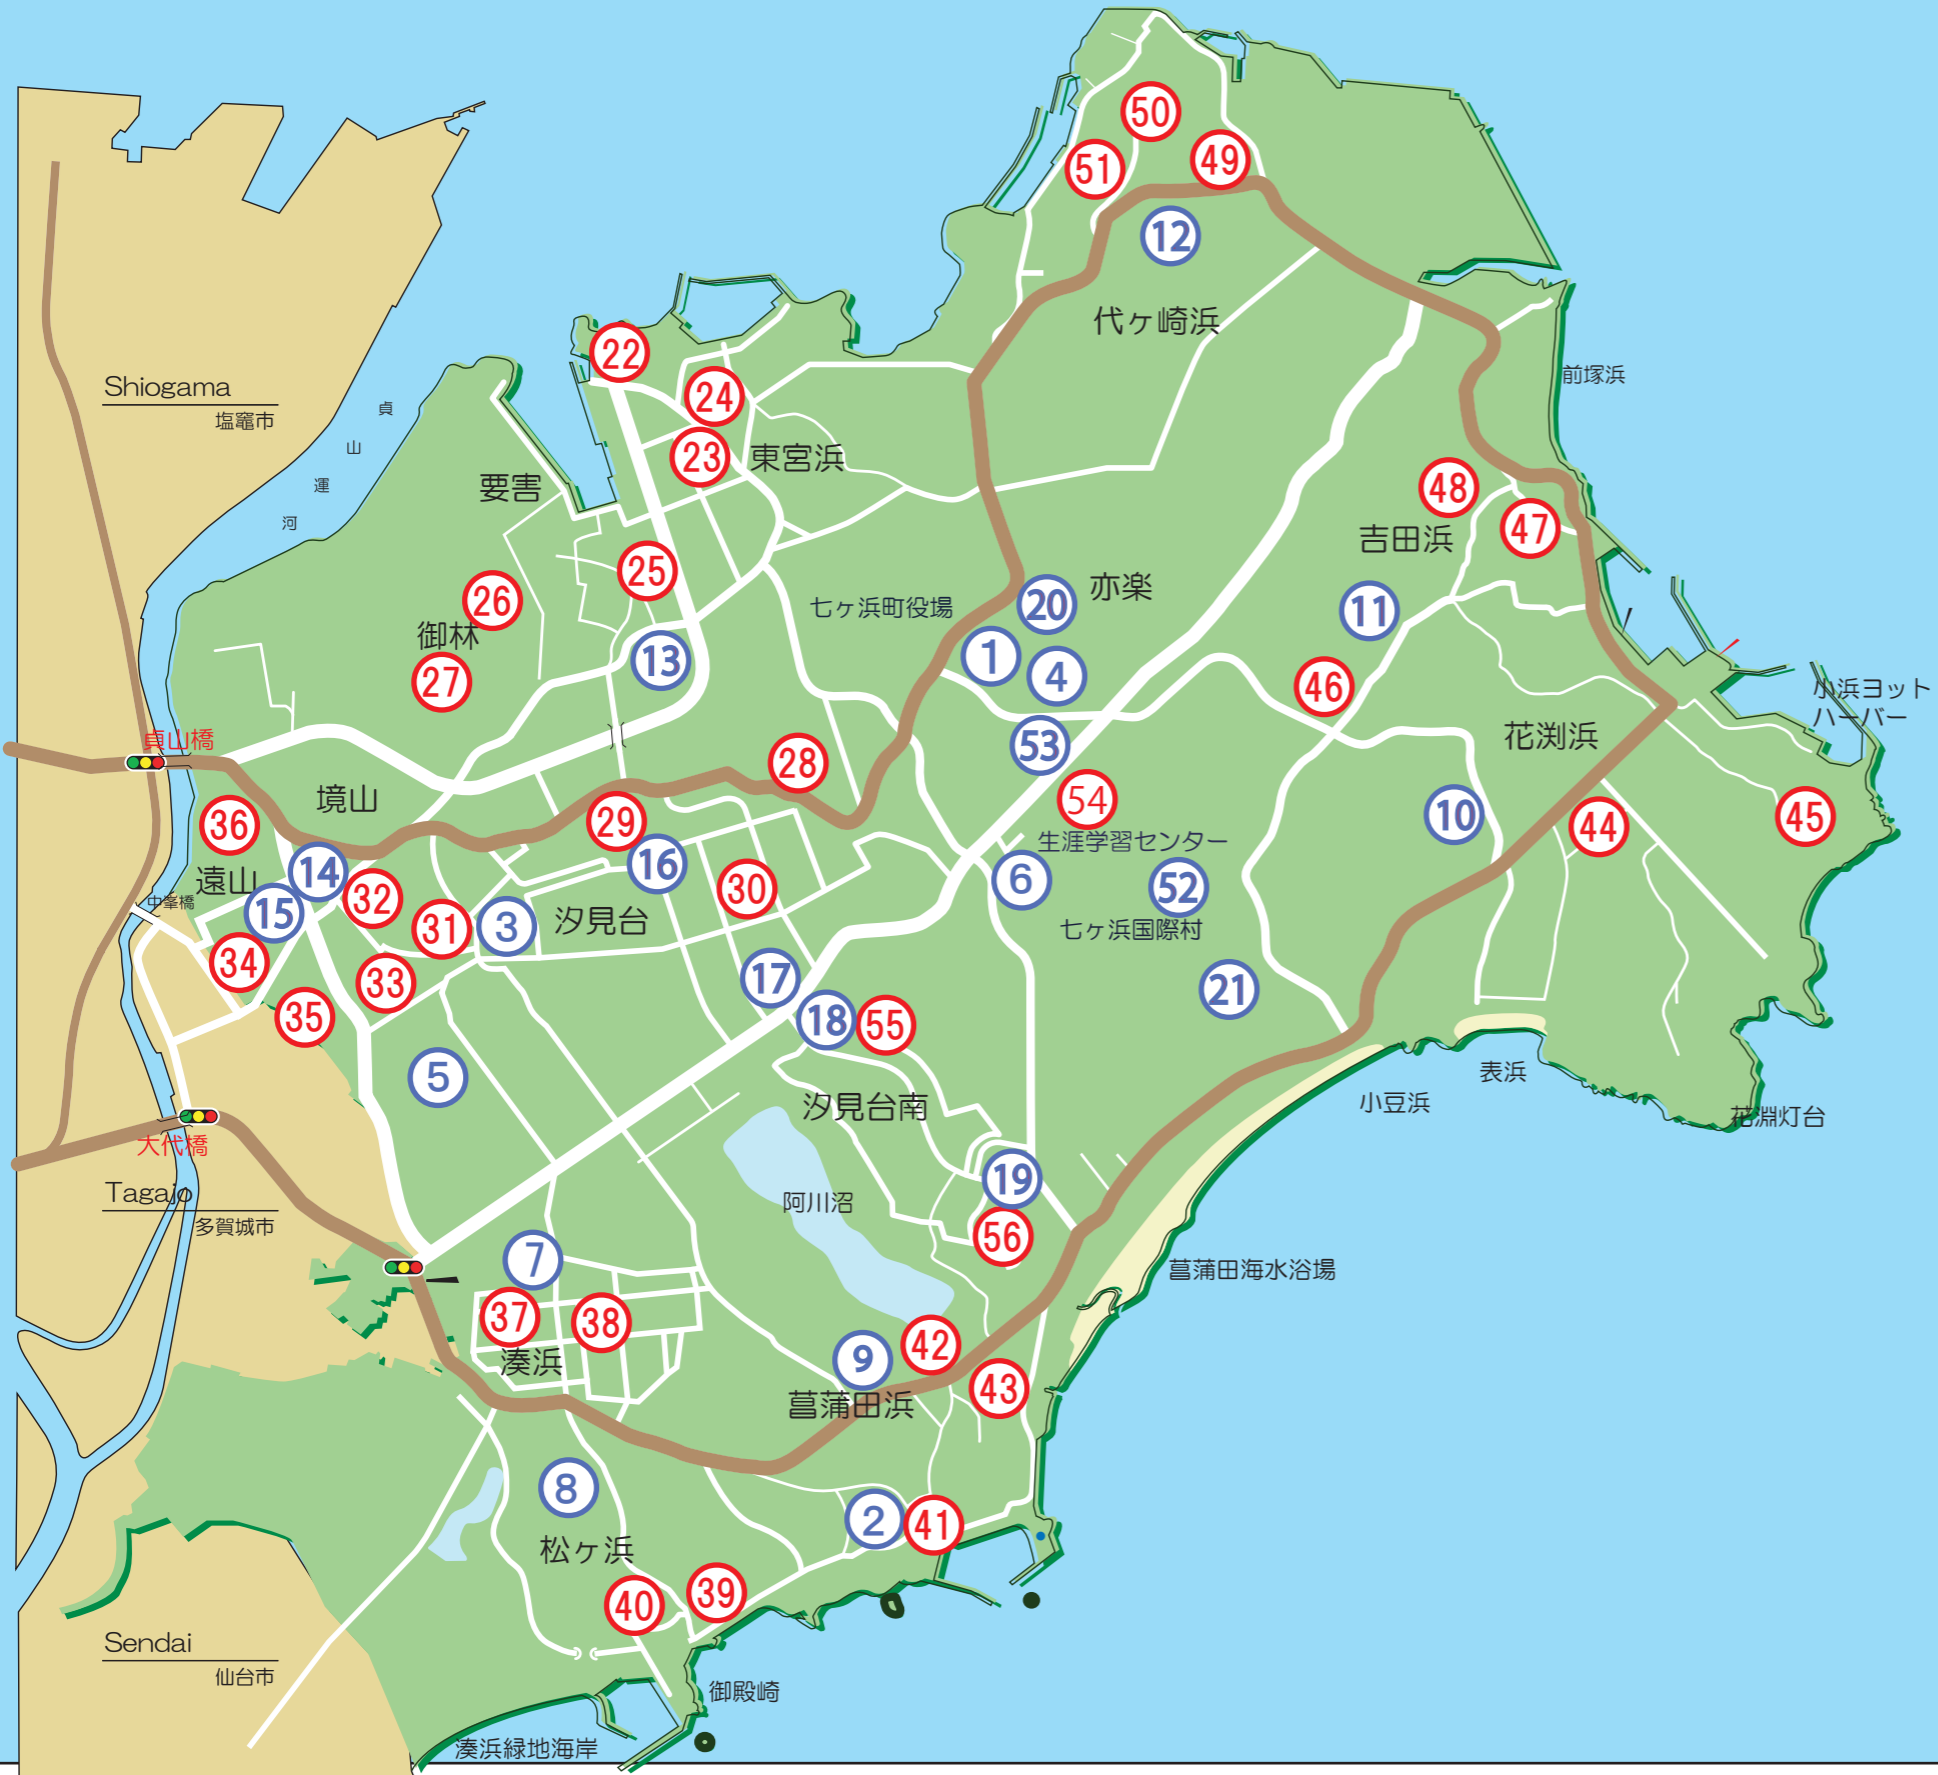 50
51
49
12
代ヶ崎浜
22
24
23
東宮浜
前塚浜
Shiogama
塩竈市
貞
山
運
河
要害
48
47
吉田浜
25
26
御林
27
13
七ヶ浜町役場
20
亦楽
1
4
11
46
小浜ヨット
ハーバー
花渕浜
53
貞山橋
28
54
境山
36
29
16
生涯学習センター
10
44
45
遠山
14
中峯橋
15
32
31
3
汐見台
30
6
52
七ヶ浜国際村
34
33
35
17
18
55
21
5
汐見台南
表浜
小豆浜
花淵灯台
大代橋
Tagajo
多賀城市
阿川沼
19
56
7
菖蒲田海水浴場
37
38
湊浜
9
42
43
菖蒲田浜
8
2
41
松ヶ浜
40
39
Sendai
仙台市
御殿崎
湊浜緑地海岸